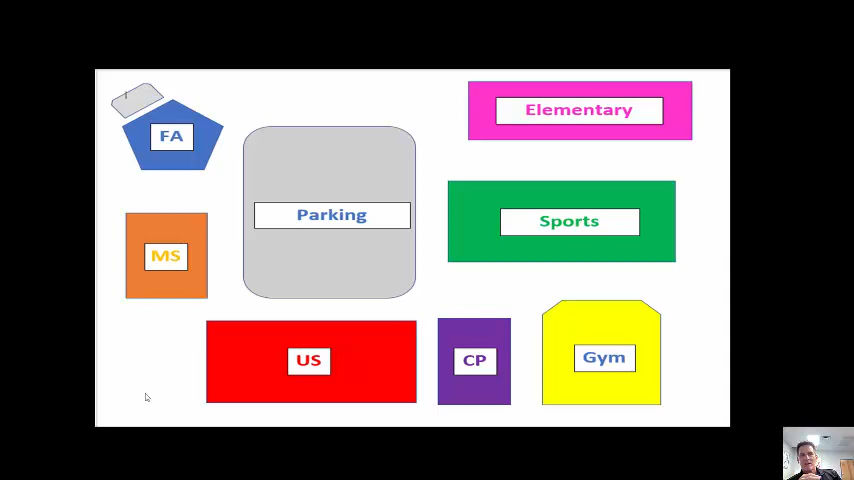 Elementary
FA
Parking
Sports
MS
US
CP
Gym